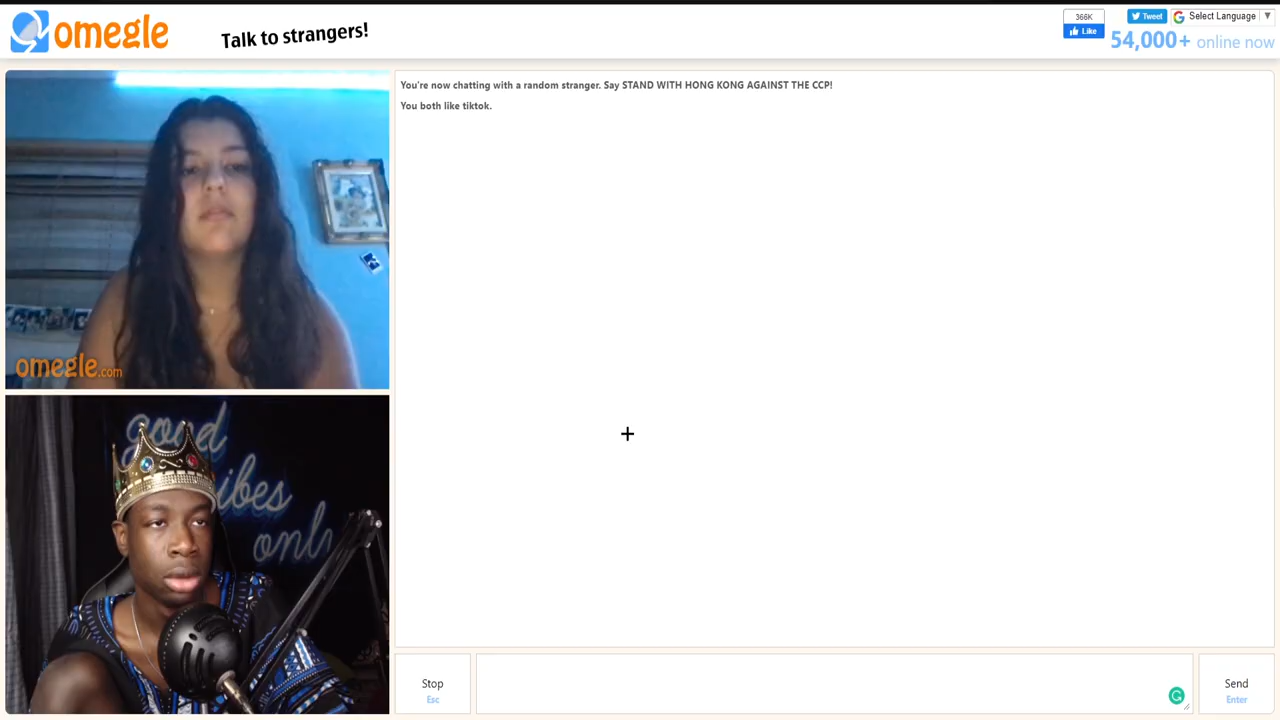 omegle
Talk to strangers!
366K
Like
Tweet
Select Language
54,000+ online now
You're now chatting with a random stranger. Say STAND WITH HONG KONG AGAINST THE CCP!
You both like tiktok.
omegle.com
good
vibes
only
Stop
Esc
Send
Enter